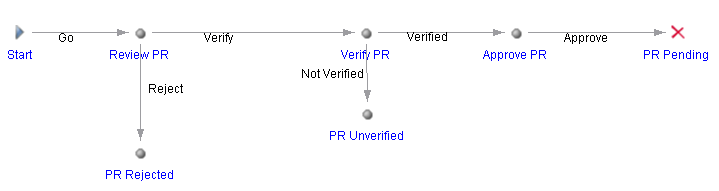 Go
Verify
Verified
Approve
Start
Review PR
Verify PR
Approve PR
PR Pending
Not Verified
Reject
PR Unverified
PR Rejected